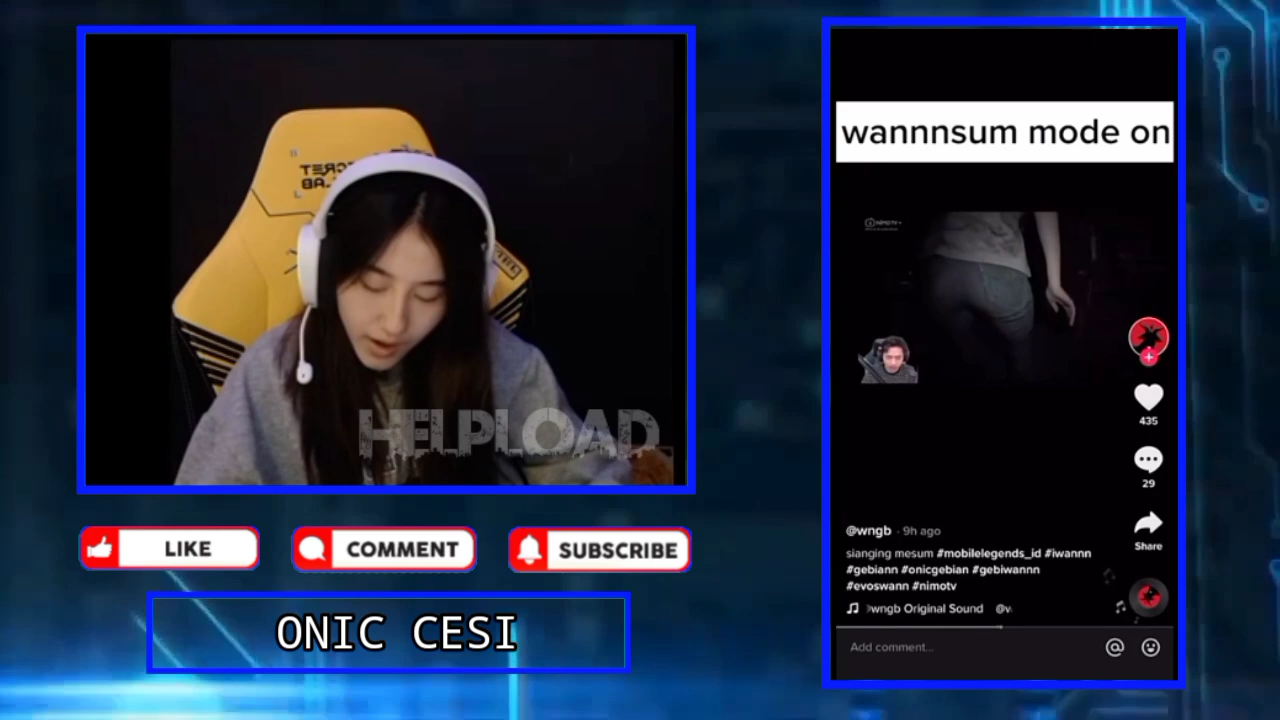 HELPLOAD
LIKE
COMMENT
SUBSCRIBE
ONIC CESI
wannnsum mode on
NIMOTV
435
29
Share
@wngb · 9h ago
sianging mesum #mobilelegends_id #iwannn
#gebiann #onicgebian #gebiwannn
#evoswann #nimotv
wngb Original Sound @v
Add comment...